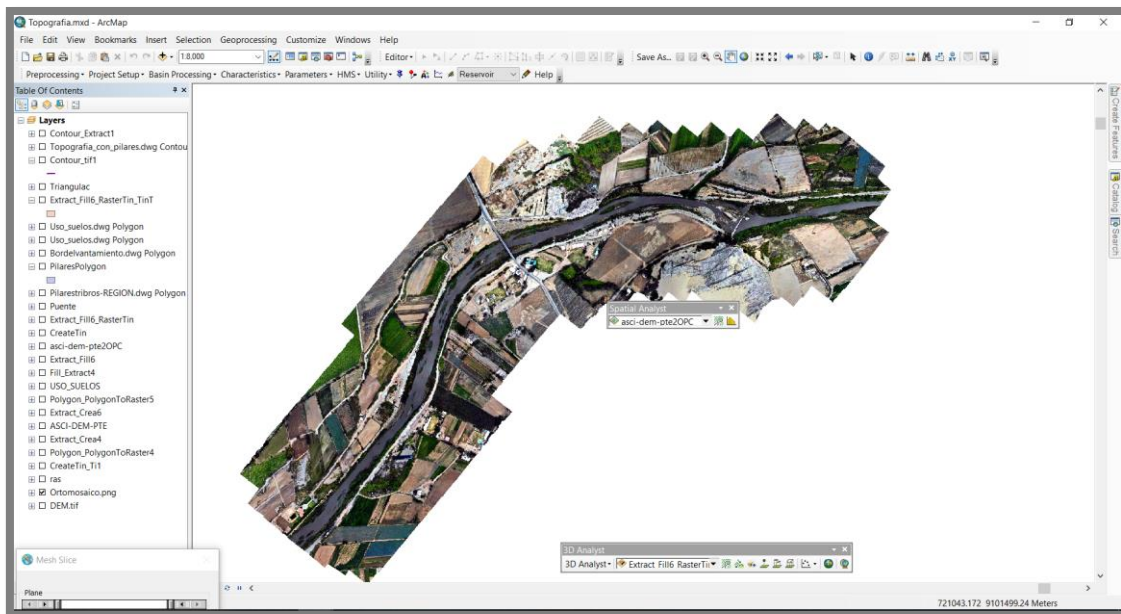 Topografia.mxd - ArcMap
File Edit View Bookmarks Insert Selection Geoprocessing Customize Windows Help
1:8.000 Editor Save As...
Preprocessing Project Setup Basin Processing Characteristics Parameters HMS Utility Reservoir Help
Table Of Contents
Layers
Contour_Extract1
Topografia_con_pilares.dwg Contou
Contour_tif1
Triangulac
Extract_Fill6_RasterTin_TinT
Uso_suelos.dwg Polygon
Uso_suelos.dwg Polygon
Bordelvantamiento.dwg Polygon
PilaresPolygon
Pilarestribros-REGION.dwg Polygon
Puente
Extract_Fill6_RasterTin
CreateTin
asci-dem-pte2OPC
Extract_Fill6
Fill_Extract4
USO_SUELOS
Polygon_PolygonToRaster5
Extract_Crea6
ASCI-DEM-PTE
Extract_Crea4
Polygon_PolygonToRaster4
CreateTin_Ti1
ras
Ortomosaico.png
DEM.tif
Mesh Slice
Plane
Spatial Analyst
asci-dem-pte2OPC
3D Analyst
3D Analyst Extract Fill6 RasterTi
Create Features
Catalog
Search
721043.172 9101499.24 Meters